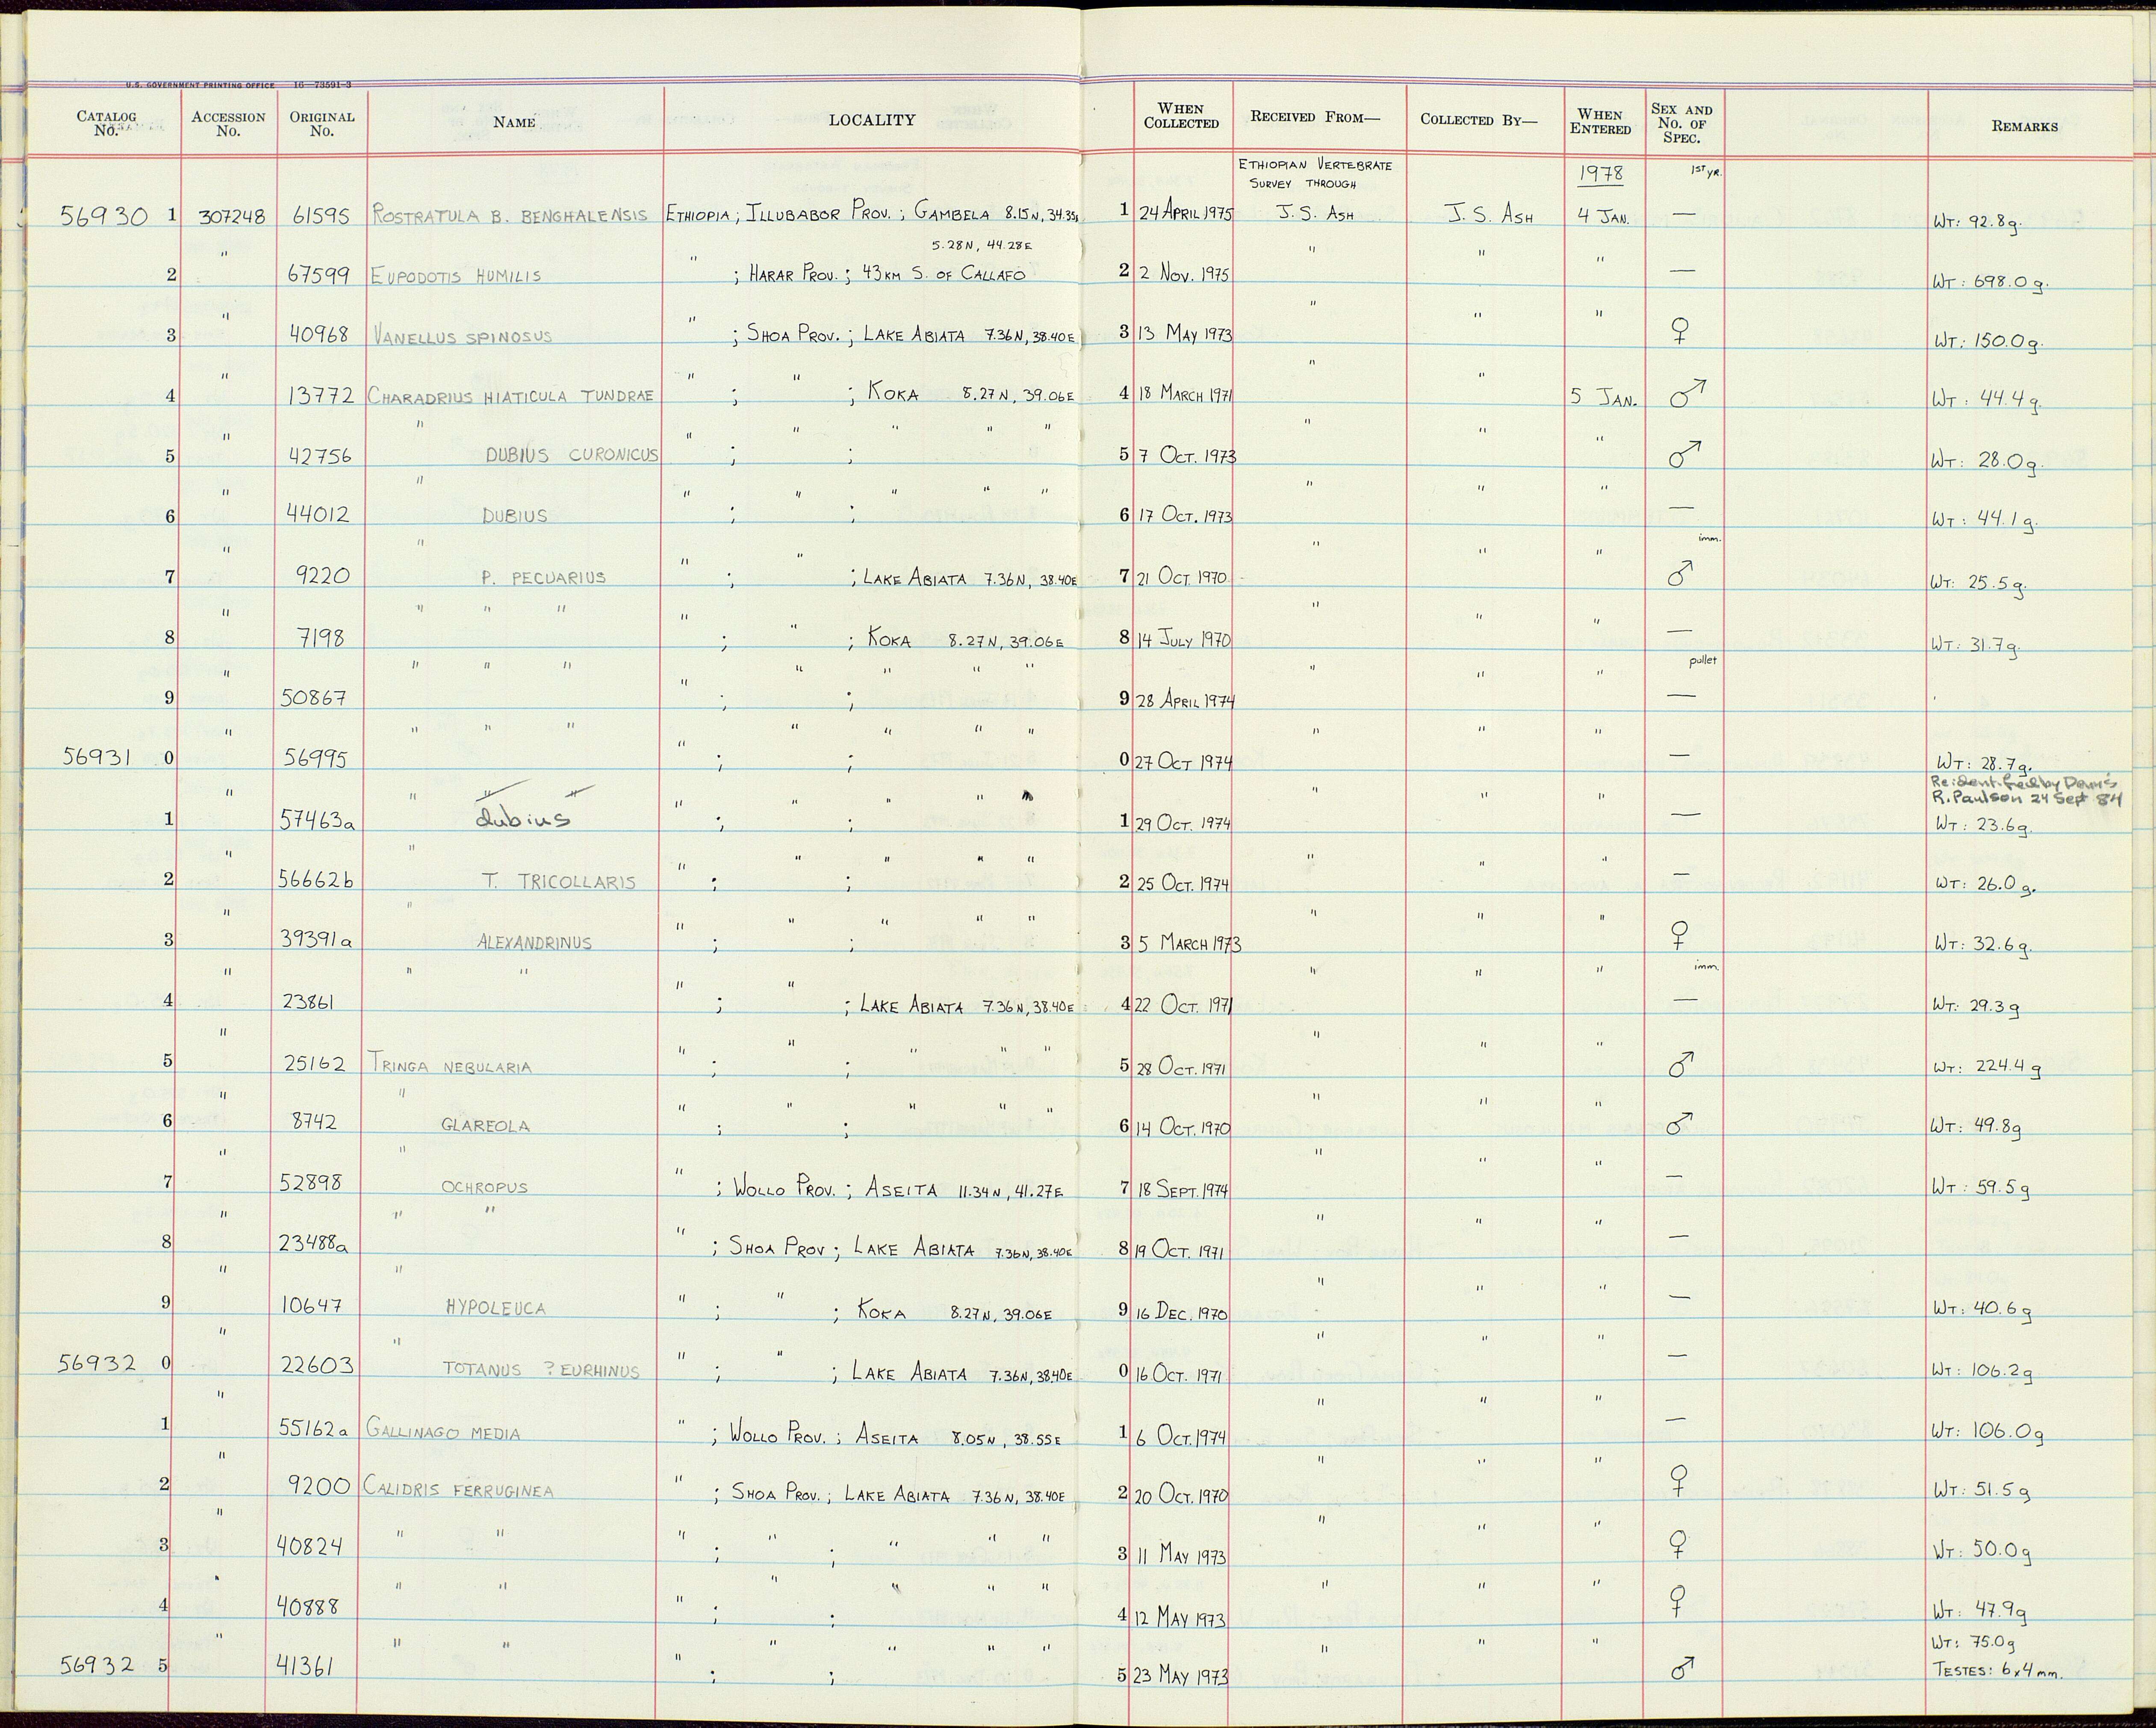 U.S. GOVERNMENT PRINTING OFFICE 16—73591-3
CATALOG No. ACCESSION No. ORIGINAL No. NAME LOCALITY WHEN COLLECTED RECEIVED FROM— COLLECTED BY— WHEN ENTERED SEX AND No. OF SPEC. REMARKS
ETHIOPIAN VERTEBRATE
SURVEY THROUGH 1978 1ST YR.
56930 1 307248 61595 ROSTRATULA B. BENGHALENSIS ETHIOPIA; ILLUBABOR PROV.; GAMBELA 8.15N, 34.35E 1 24 APRIL 1975 J.S. ASH J.S. ASH 4 JAN. — WT: 92.8g.
5.28N, 44.28E
2 " 67599 EUPODOTIS HUMILIS " ; HARAR PROV.; 43KM S. OF CALLAFO 2 2 NOV. 1975 " " " — WT: 698.0g.
3 " 40968 VANELLUS SPINOSUS " ; SHOA PROV.; LAKE ABIATA 7.36N, 38.40E 3 13 MAY 1973 " " " ♀ WT: 150.0g.
4 " 13772 CHARADRIUS HIATICULA TUNDRAE " ; " ; KOKA 8.27N, 39.06E 4 18 MARCH 1971 " " 5 JAN. ♂ WT: 44.4g.
5 " 42756 " DUBIUS CURONICUS " ; " ; " " " 5 7 OCT. 1973 " " " ♂ WT: 28.0g.
6 " 44012 " DUBIUS " ; " ; " " " 6 17 OCT. 1973 " " " — WT: 44.1g.
imm.
7 " 9220 " P. PECUARIUS " ; " ; LAKE ABIATA 7.36N, 38.40E 7 21 OCT. 1970 " " " ♂ WT: 25.5g.
8 " 7198 " " " " ; " ; KOKA 8.27N, 39.06E 8 14 JULY 1970 " " " — WT: 31.7g.
pullet
9 " 50867 " " " " ; " ; " " " 9 28 APRIL 1974 " " " —
56931 0 " 56995 " " " " ; " ; " " " 0 27 OCT 1974 " " " — WT: 28.7g.
Reidentified by Dennis
R. Paulson 24 Sept 84
1 " 57463a " " " dubius " ; " ; " " " 1 29 OCT. 1974 " " " — WT: 23.6g.
2 " 56662b " T. TRICOLLARIS " ; " ; " " " 2 25 OCT. 1974 " " " — WT: 26.0g.
3 " 39391a " ALEXANDRINUS " ; " ; " " " 3 5 MARCH 1973 " " " ♀ WT: 32.6g.
imm.
4 " 23861 " " " ; " ; LAKE ABIATA 7.36N, 38.40E 4 22 OCT. 1971 " " " — WT: 29.3g
5 " 25162 TRINGA NEBULARIA " ; " ; " " " 5 28 OCT. 1971 " " " ♂ WT: 224.4g
6 " 8742 " GLAREOLA " ; " ; " " " 6 14 OCT. 1970 " " " ♂ WT: 49.8g
7 " 52898 " OCHROPUS " ; WOLLO PROV.; ASEITA 11.34N, 41.27E 7 18 SEPT. 1974 " " " — WT: 59.5g
8 " 23488a " " " ; SHOA PROV; LAKE ABIATA 7.36N, 38.40E 8 19 OCT. 1971 " " " —
9 " 10647 " HYPOLEUCA " ; " ; KOKA 8.27N, 39.06E 9 16 DEC. 1970 " " " — WT: 40.6g
56932 0 " 22603 " TOTANUS ?EURHINUS " ; " ; LAKE ABIATA 7.36N, 38.40E 0 16 OCT. 1971 " " " — WT: 106.2g
1 " 55162a GALLINAGO MEDIA " ; WOLLO PROV.; ASEITA 8.05N, 38.55E 1 6 OCT. 1974 " " " — WT: 106.0g
2 " 9200 CALIDRIS FERRUGINEA " ; SHOA PROV.; LAKE ABIATA 7.36N, 38.40E 2 20 OCT. 1970 " " " ♀ WT: 51.5g
3 " 40824 " " " ; " ; " " " 3 11 MAY 1973 " " " ♀ WT: 50.0g
4 " 40888 " " " ; " ; " " " 4 12 MAY 1973 " " " ♀ WT: 47.9g
WT: 75.0g
56932 5 " 41361 " " " ; " ; " " " 5 23 MAY 1973 " " " ♂ TESTES: 6x4mm.